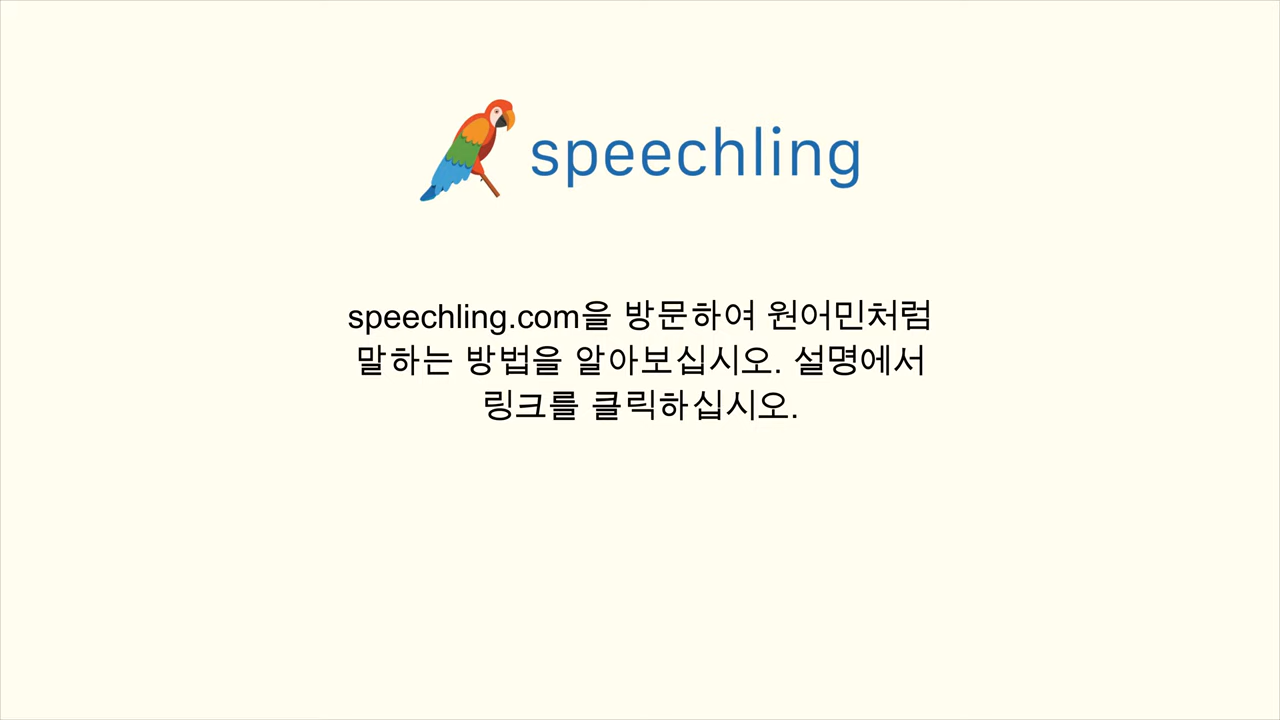 speechling
speechling.com을 방문하여 원어민처럼
말하는 방법을 알아보십시오. 설명에서
링크를 클릭하십시오.